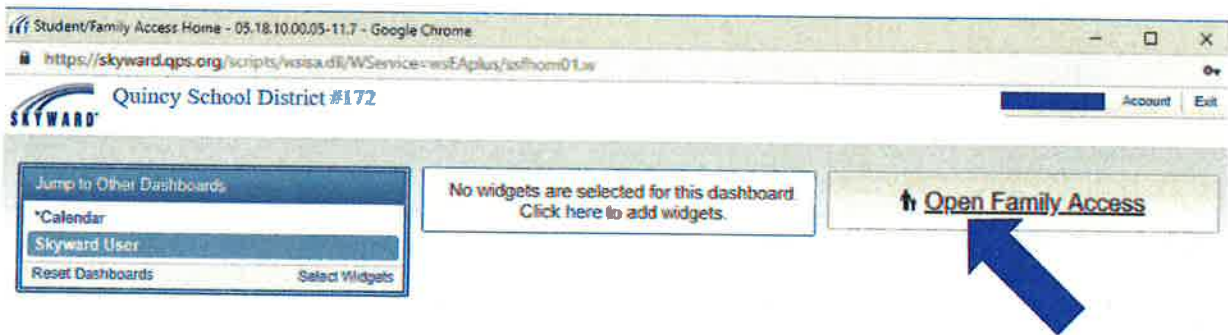 Student/Family Access Home - 05.18.10.00.05-11.7 - Google Chrome
https://skyward.qps.org/scripts/wsisa.dll/WService=wsEAplus/sfhom01.w
SKYWARD
Quincy School District #172
Account
Exit
Jump to Other Dashboards
*Calendar
Skyward User
Reset Dashboards
Select Widgets
No widgets are selected for this dashboard.
Click here to add widgets.
Open Family Access